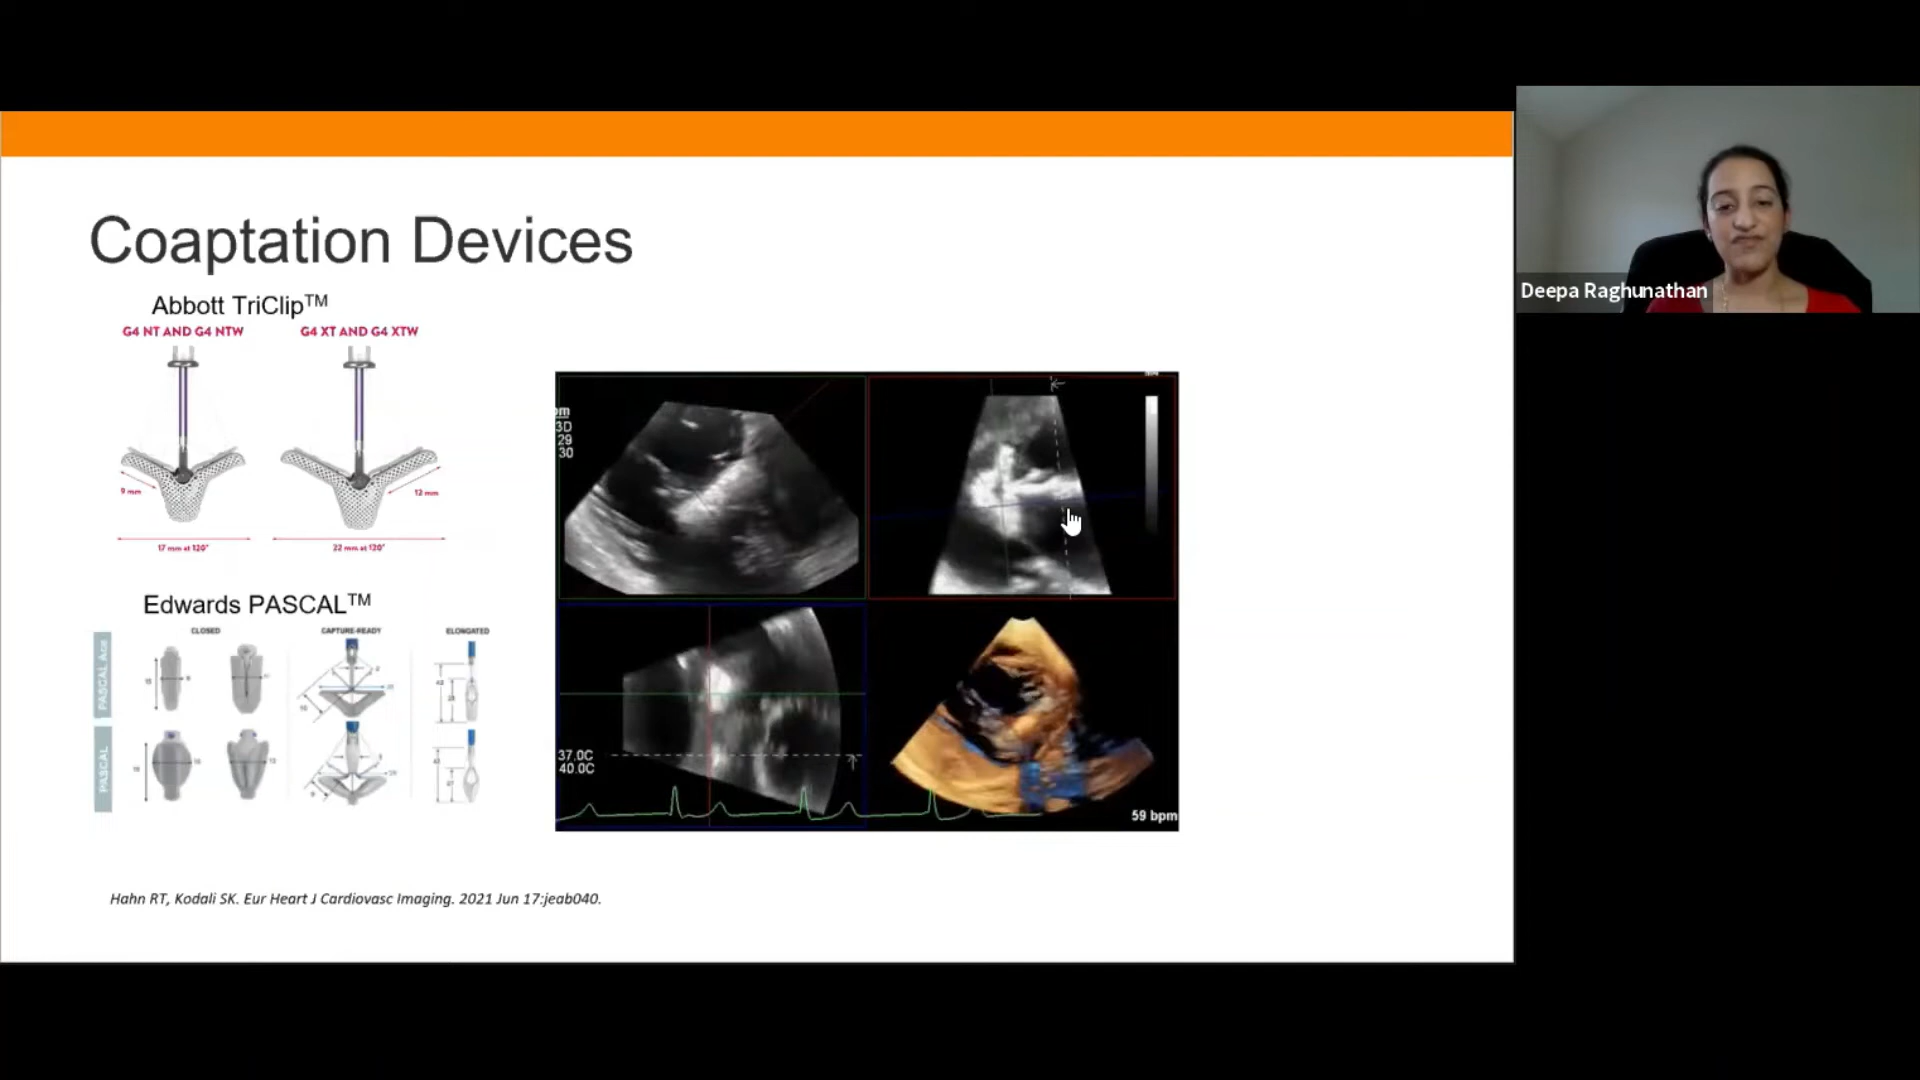 Coaptation Devices
Abbott TriClip™
G4 NT AND G4 NTW
G4 XT AND G4 XTW
9 mm
12 mm
17 mm at 120°
22 mm at 120°
Edwards PASCAL™
CLOSED
CAPTURE-READY
ELONGATED
PASCAL Ace
PASCAL
3D
29
30
37.0C
40.0C
59 bpm
Hahn RT, Kodali SK. Eur Heart J Cardiovasc Imaging. 2021 Jun 17:jeab040.
Deepa Raghunathan